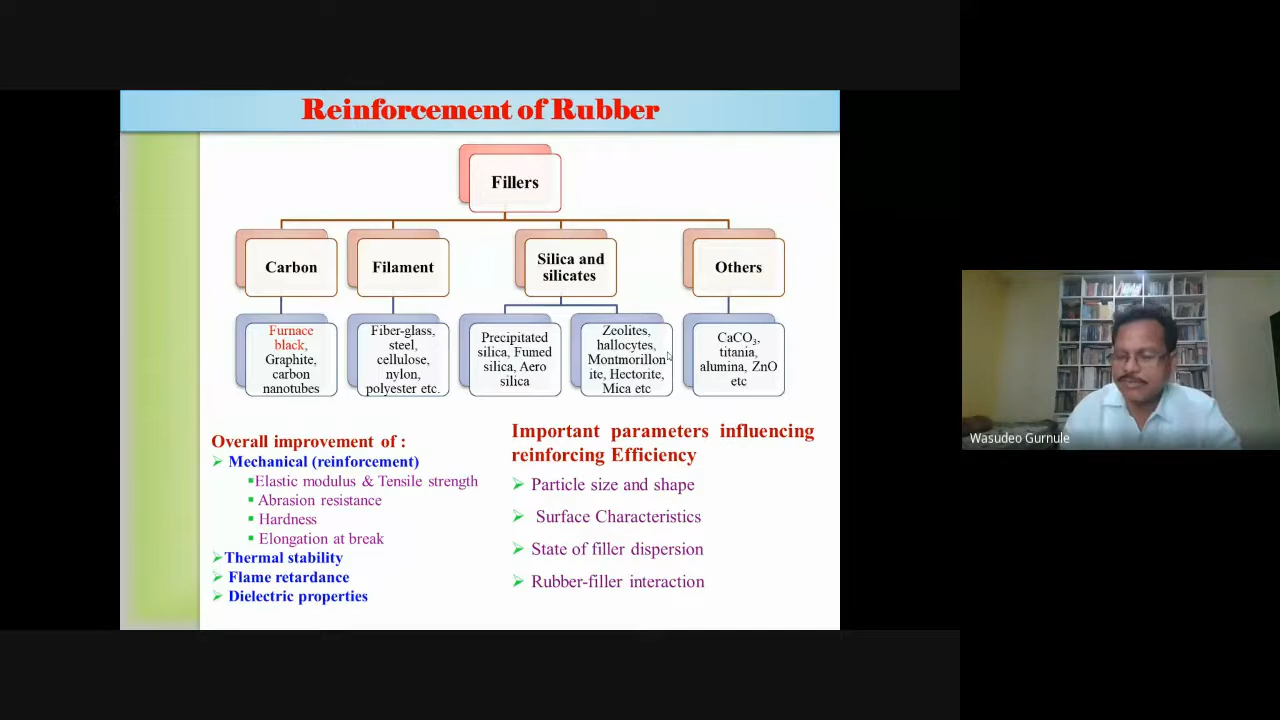 Reinforcement of Rubber
Fillers
Carbon
Filament
Silica and
silicates
Others
Furnace
black,
Graphite,
carbon
nanotubes
Fiber-glass,
steel,
cellulose,
nylon,
polyester etc.
Precipitated
silica, Fumed
silica, Aero
silica
Zeolites,
hallocytes,
Montmorillon
ite, Hectorite,
Mica etc
CaCO₃,
titania,
alumina, ZnO
etc
Overall improvement of :
Mechanical (reinforcement)
Elastic modulus & Tensile strength
Abrasion resistance
Hardness
Elongation at break
Thermal stability
Flame retardance
Dielectric properties
Important parameters influencing
reinforcing Efficiency
Particle size and shape
Surface Characteristics
State of filler dispersion
Rubber-filler interaction
Wasudeo Gurnule